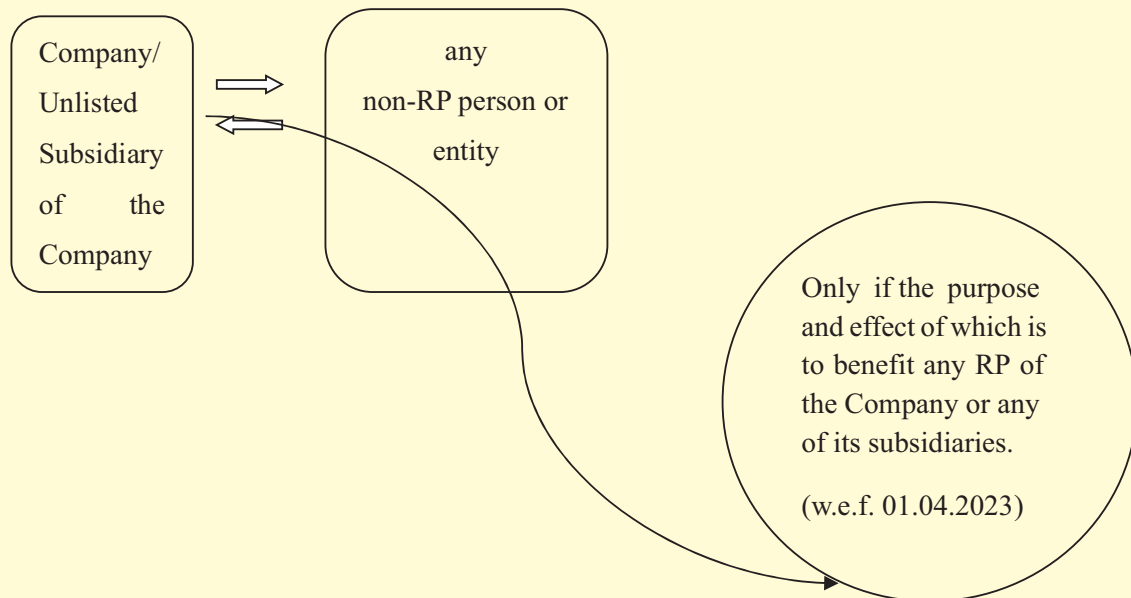 Company/
Unlisted
Subsidiary
of the
Company
any
non-RP person or
entity
Only if the purpose
and effect of which is
to benefit any RP of
the Company or any
of its subsidiaries.
(w.e.f. 01.04.2023)